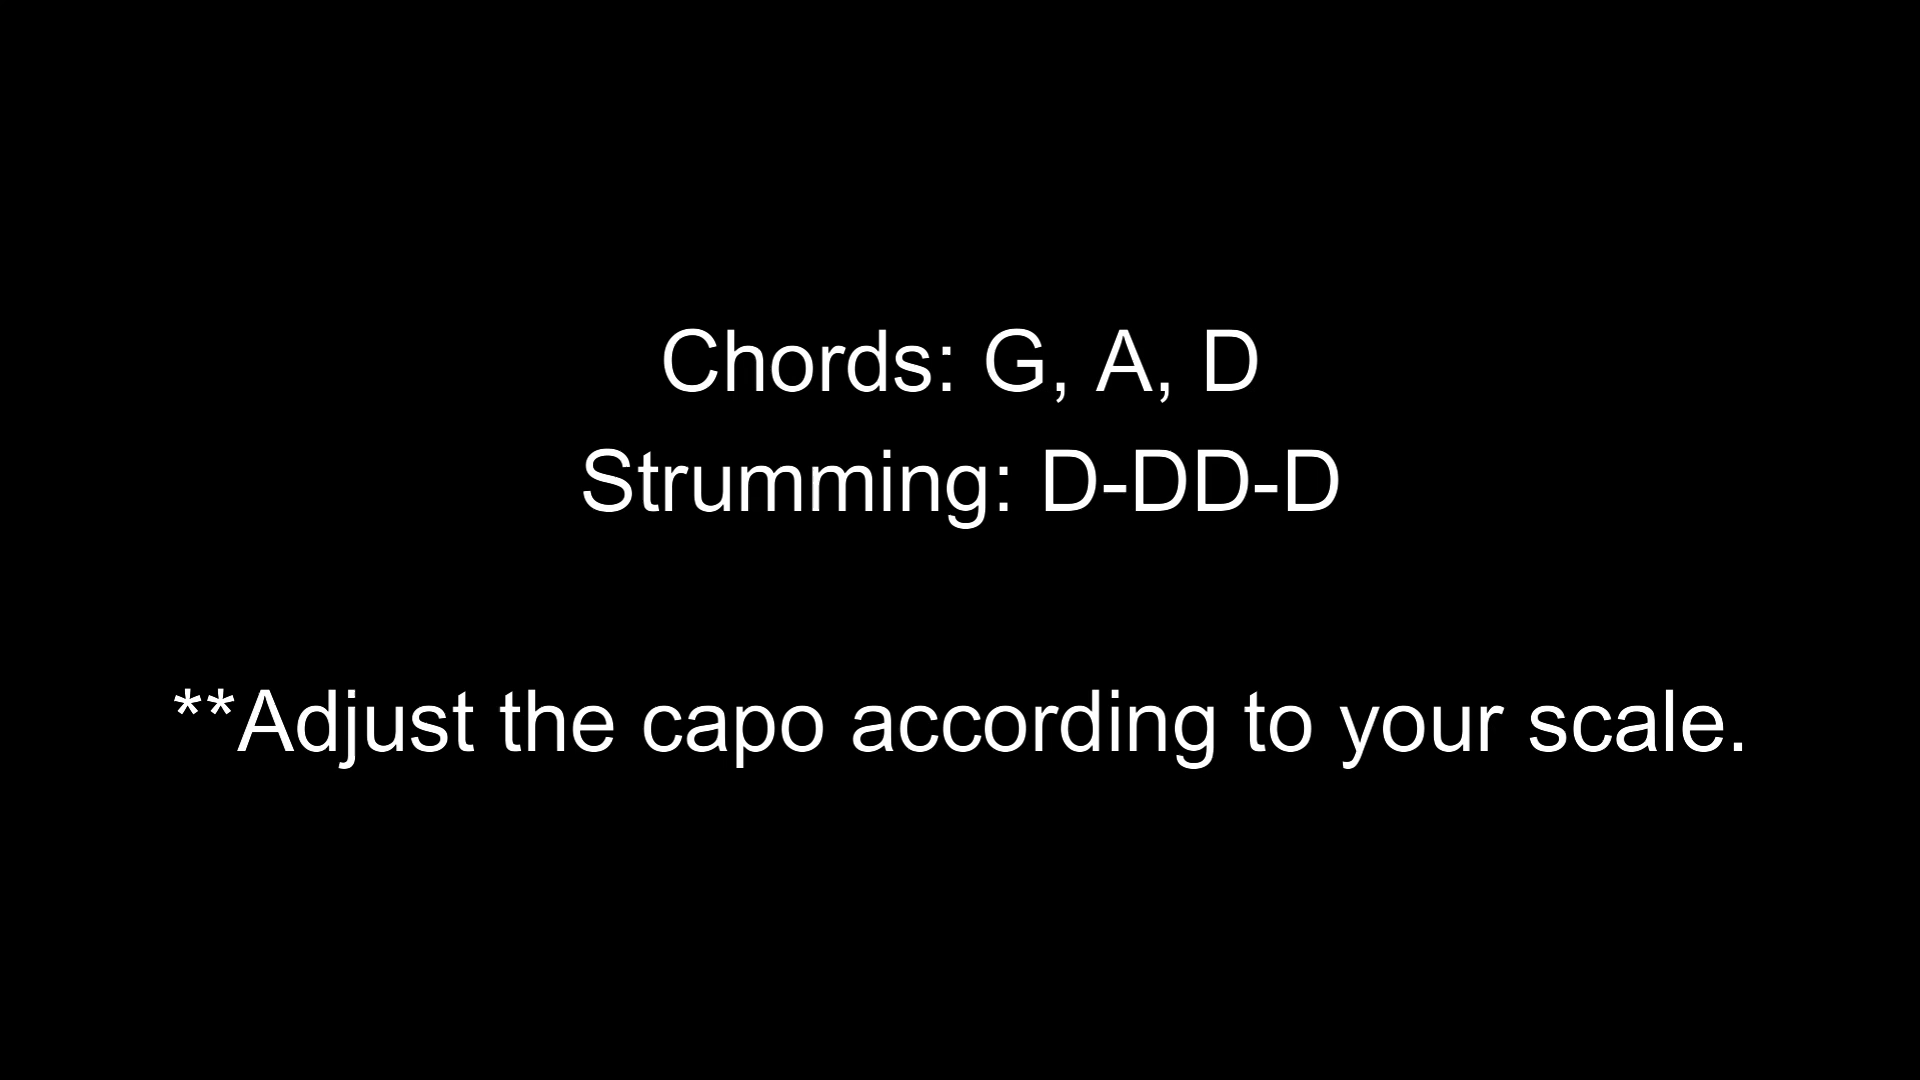 Chords: G, A, D
Strumming: D-DD-D
**Adjust the capo according to your scale.